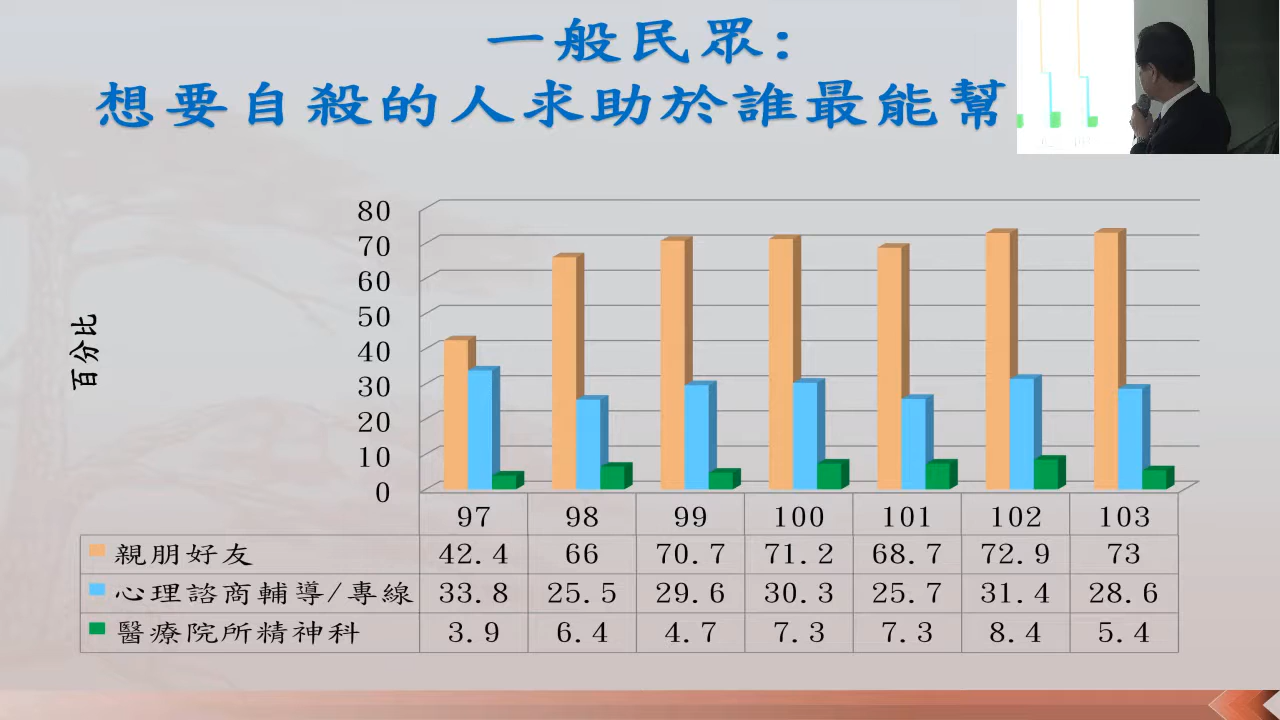 一般民眾:
想要自殺的人求助於誰最能幫
百分比
80
70
60
50
40
30
20
10
0
97 98 99 100 101 102 103
親朋好友 42.4 66 70.7 71.2 68.7 72.9 73
心理諮商輔導/專線 33.8 25.5 29.6 30.3 25.7 31.4 28.6
醫療院所精神科 3.9 6.4 4.7 7.3 7.3 8.4 5.4